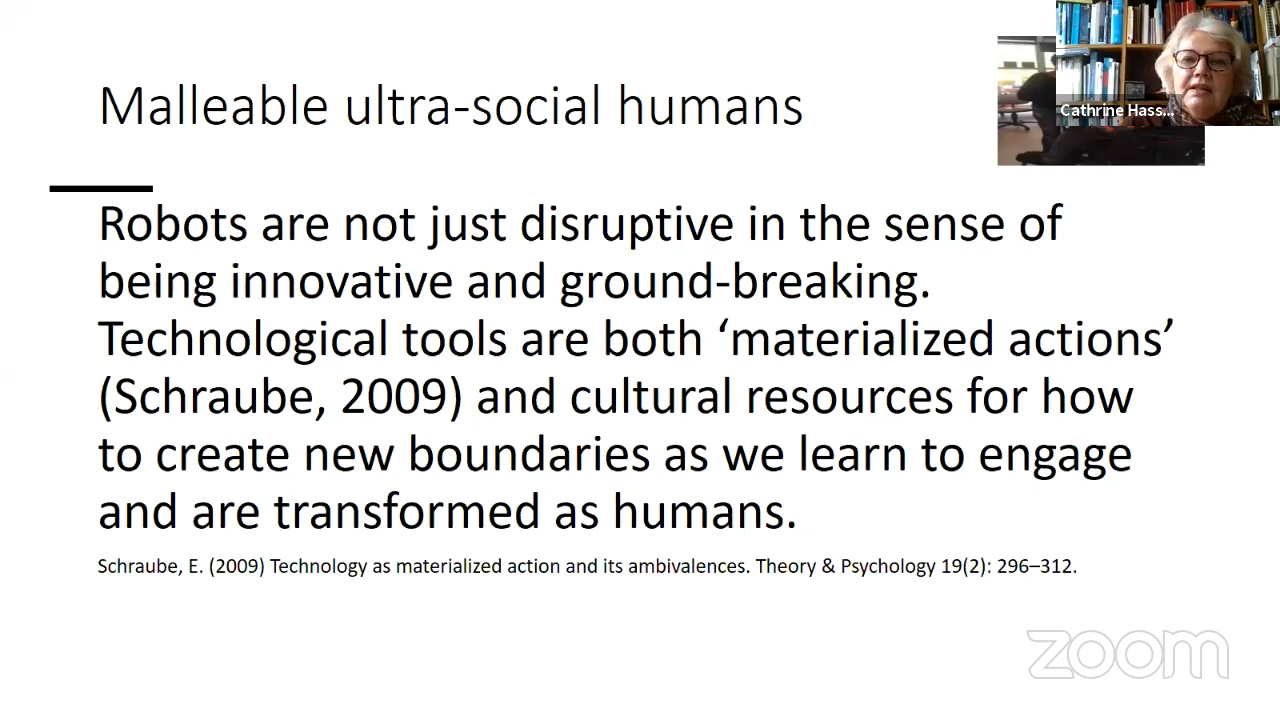 Malleable ultra-social humans
Cathrine Hass...
Robots are not just disruptive in the sense of
being innovative and ground-breaking.
Technological tools are both ‘materialized actions’
(Schraube, 2009) and cultural resources for how
to create new boundaries as we learn to engage
and are transformed as humans.
Schraube, E. (2009) Technology as materialized action and its ambivalences. Theory & Psychology 19(2): 296–312.
zoom